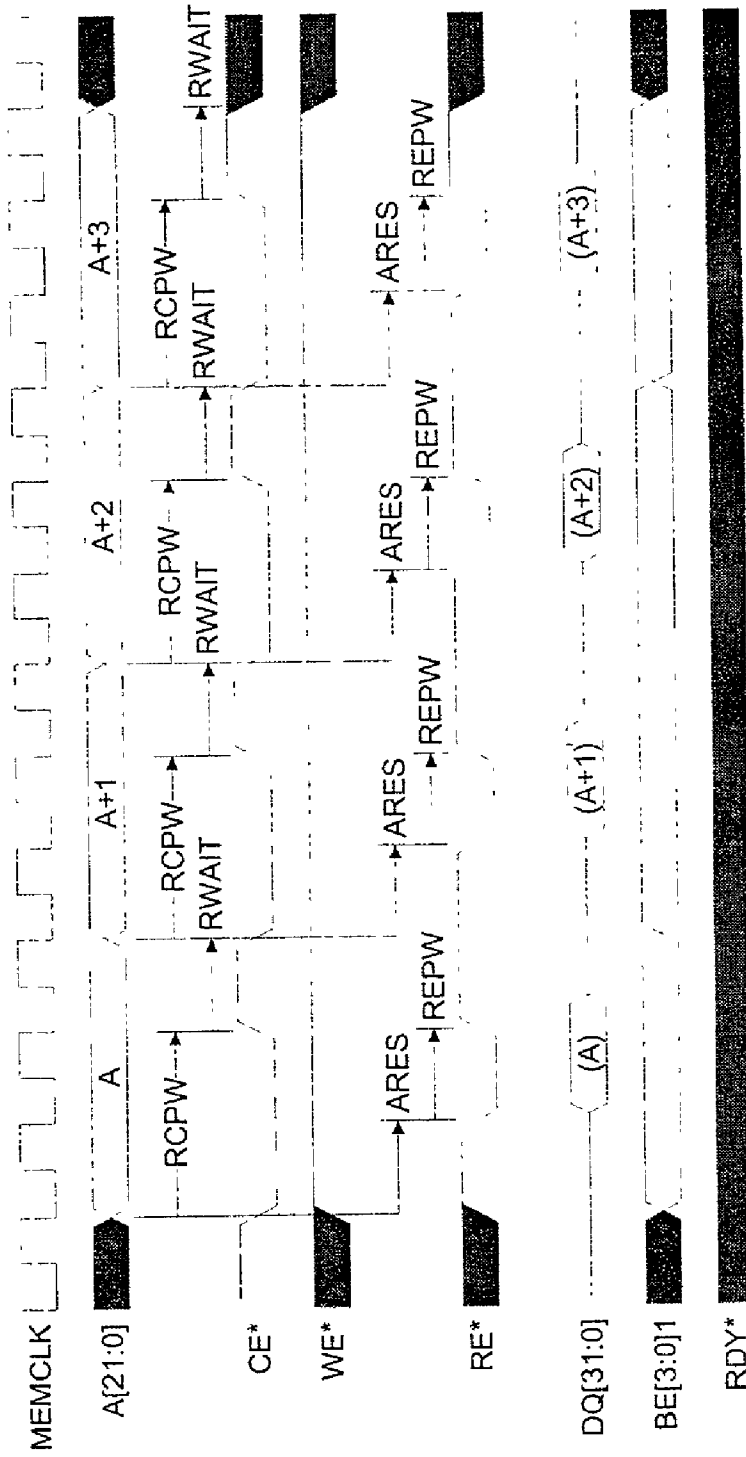 MEMCLK
A[21:0] A A+1 A+2 A+3
RCPW RCPW RCPW RCPW
RWAIT RWAIT RWAIT RWAIT
CE*
WE*
ARES ARES ARES ARES
REPW REPW REPW REPW
RE*
DQ[31:0] (A) (A+1) (A+2) (A+3)
BE[3:0]1
RDY*